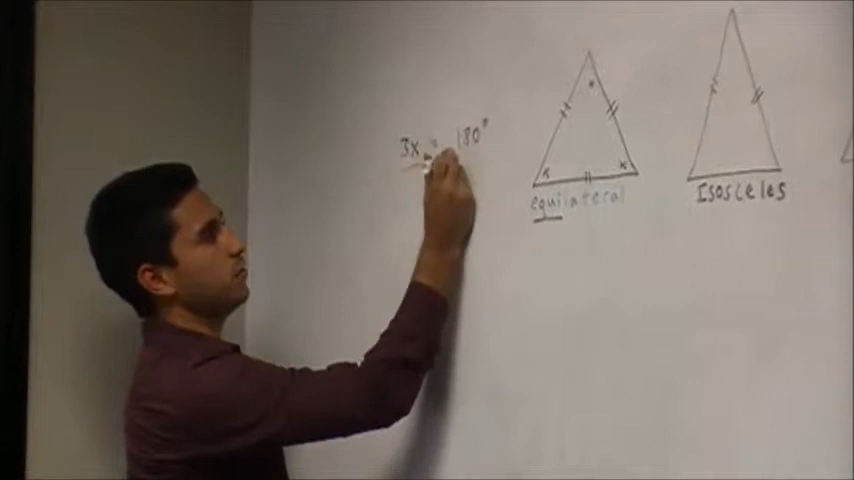 3x = 180°
x
x
x
equilateral
Isosceles